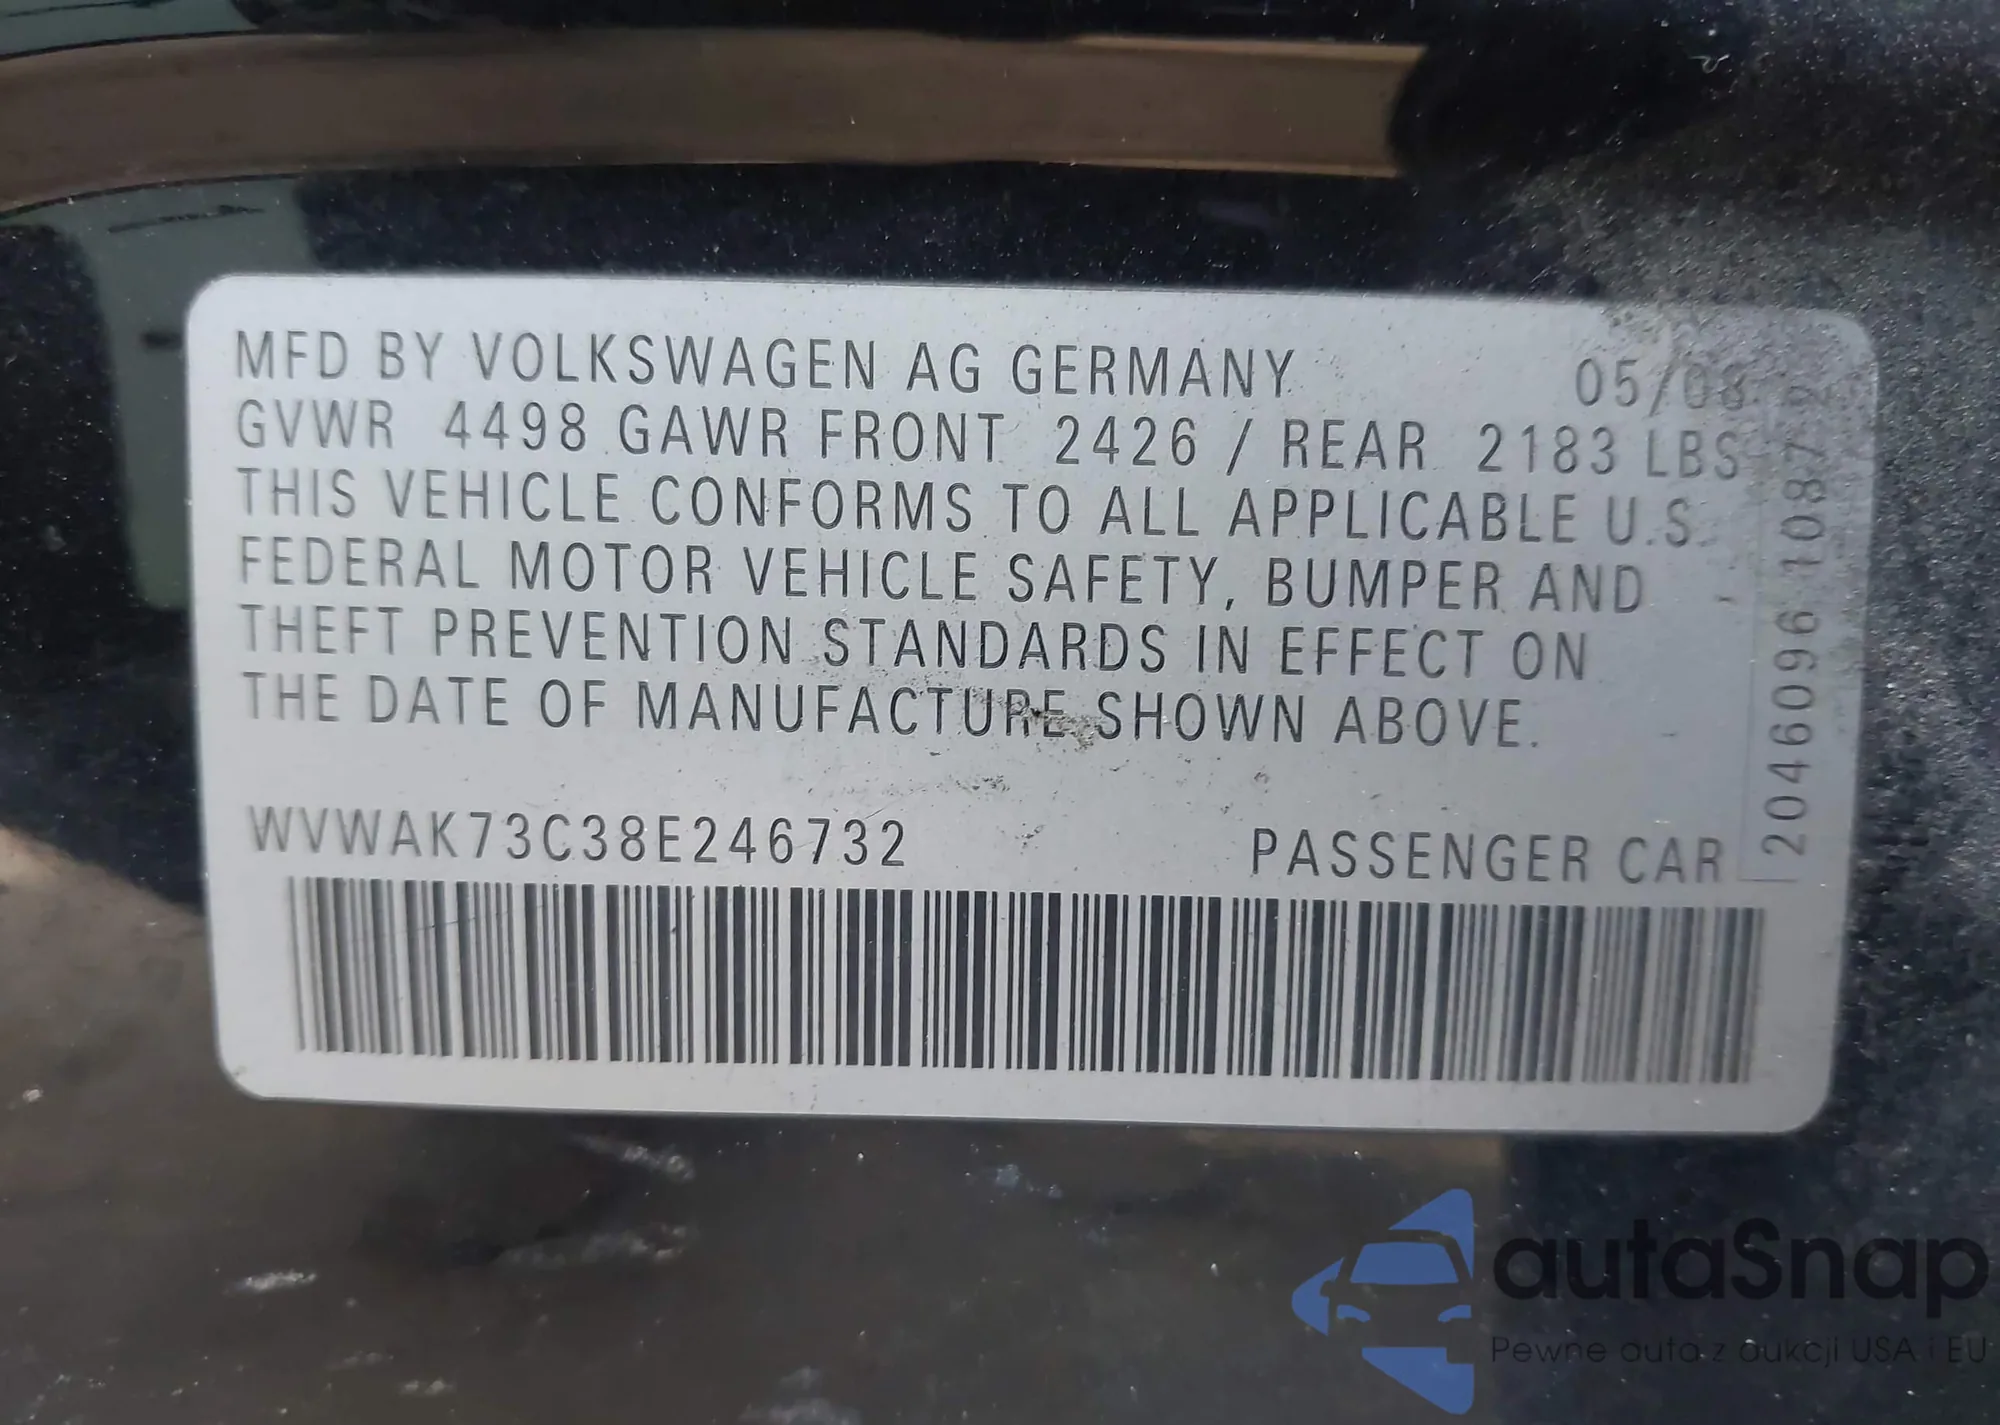 MFD BY VOLKSWAGEN AG GERMANY 05/08
GVWR 4498 GAWR FRONT 2426 / REAR 2183 LBS
THIS VEHICLE CONFORMS TO ALL APPLICABLE U.S.
FEDERAL MOTOR VEHICLE SAFETY, BUMPER AND
THEFT PREVENTION STANDARDS IN EFFECT ON
THE DATE OF MANUFACTURE SHOWN ABOVE.
WVWAK73C38E246732 PASSENGER CAR
2046096 1087 2
autaSnap
Pewne auta z aukcji USA i EU